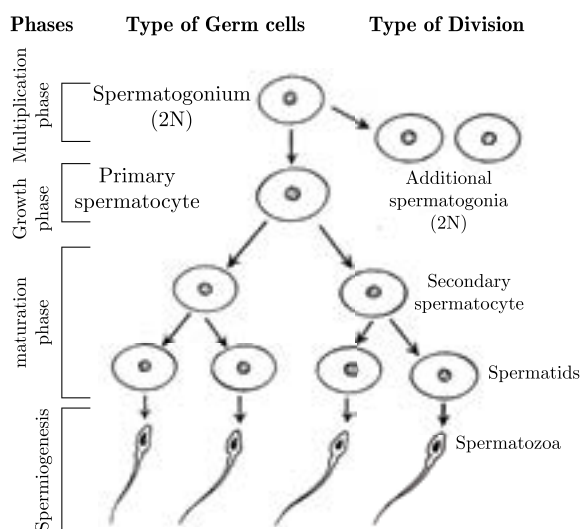 Phases Type of Germ cells Type of Division
Multiplication
phase
Spermatogonium
(2N)
Additional
spermatogonia
(2N)
Growth
phase
Primary
spermatocyte
maturation
phase
Secondary
spermatocyte
Spermatids
Spermiogenesis
Spermatozoa